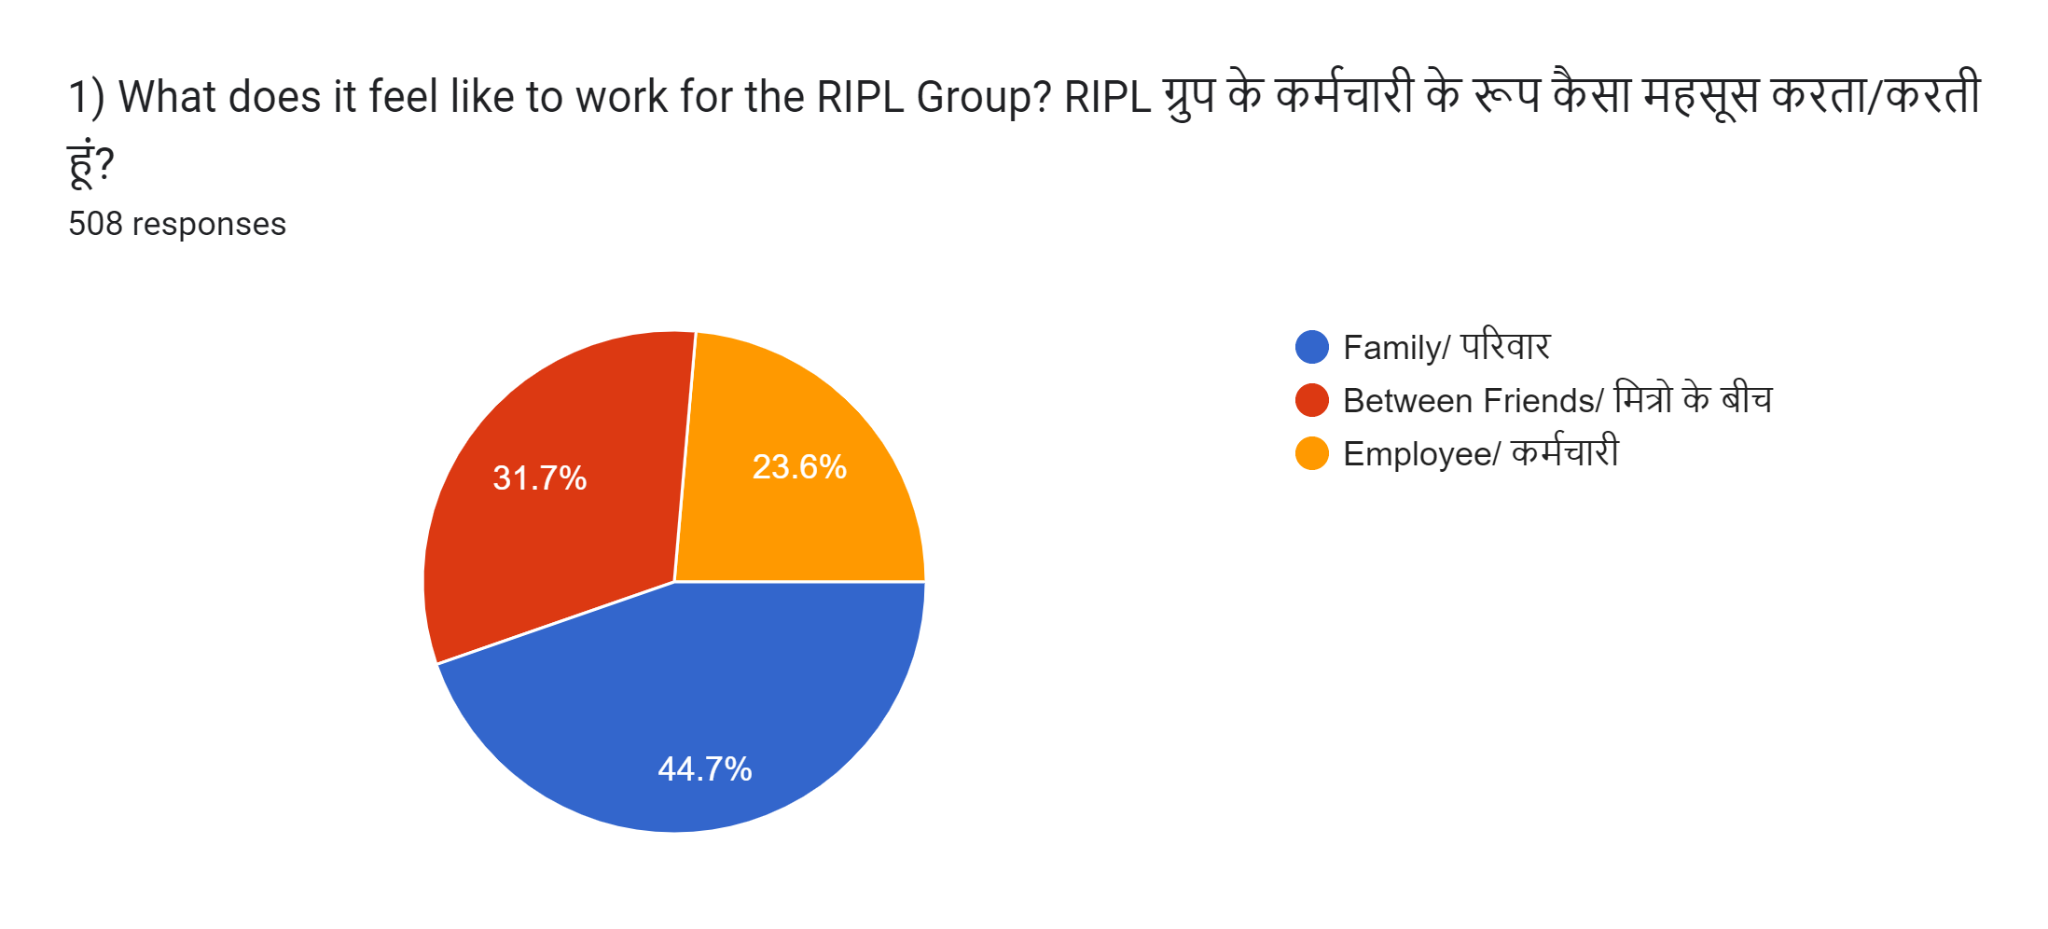 1) What does it feel like to work for the RIPL Group? RIPL ग्रुप के कर्मचारी के रूप कैसा महसूस करता/करती
हूं?
508 responses
31.7%
23.6%
44.7%
Family/ परिवार
Between Friends/ मित्रो के बीच
Employee/ कर्मचारी